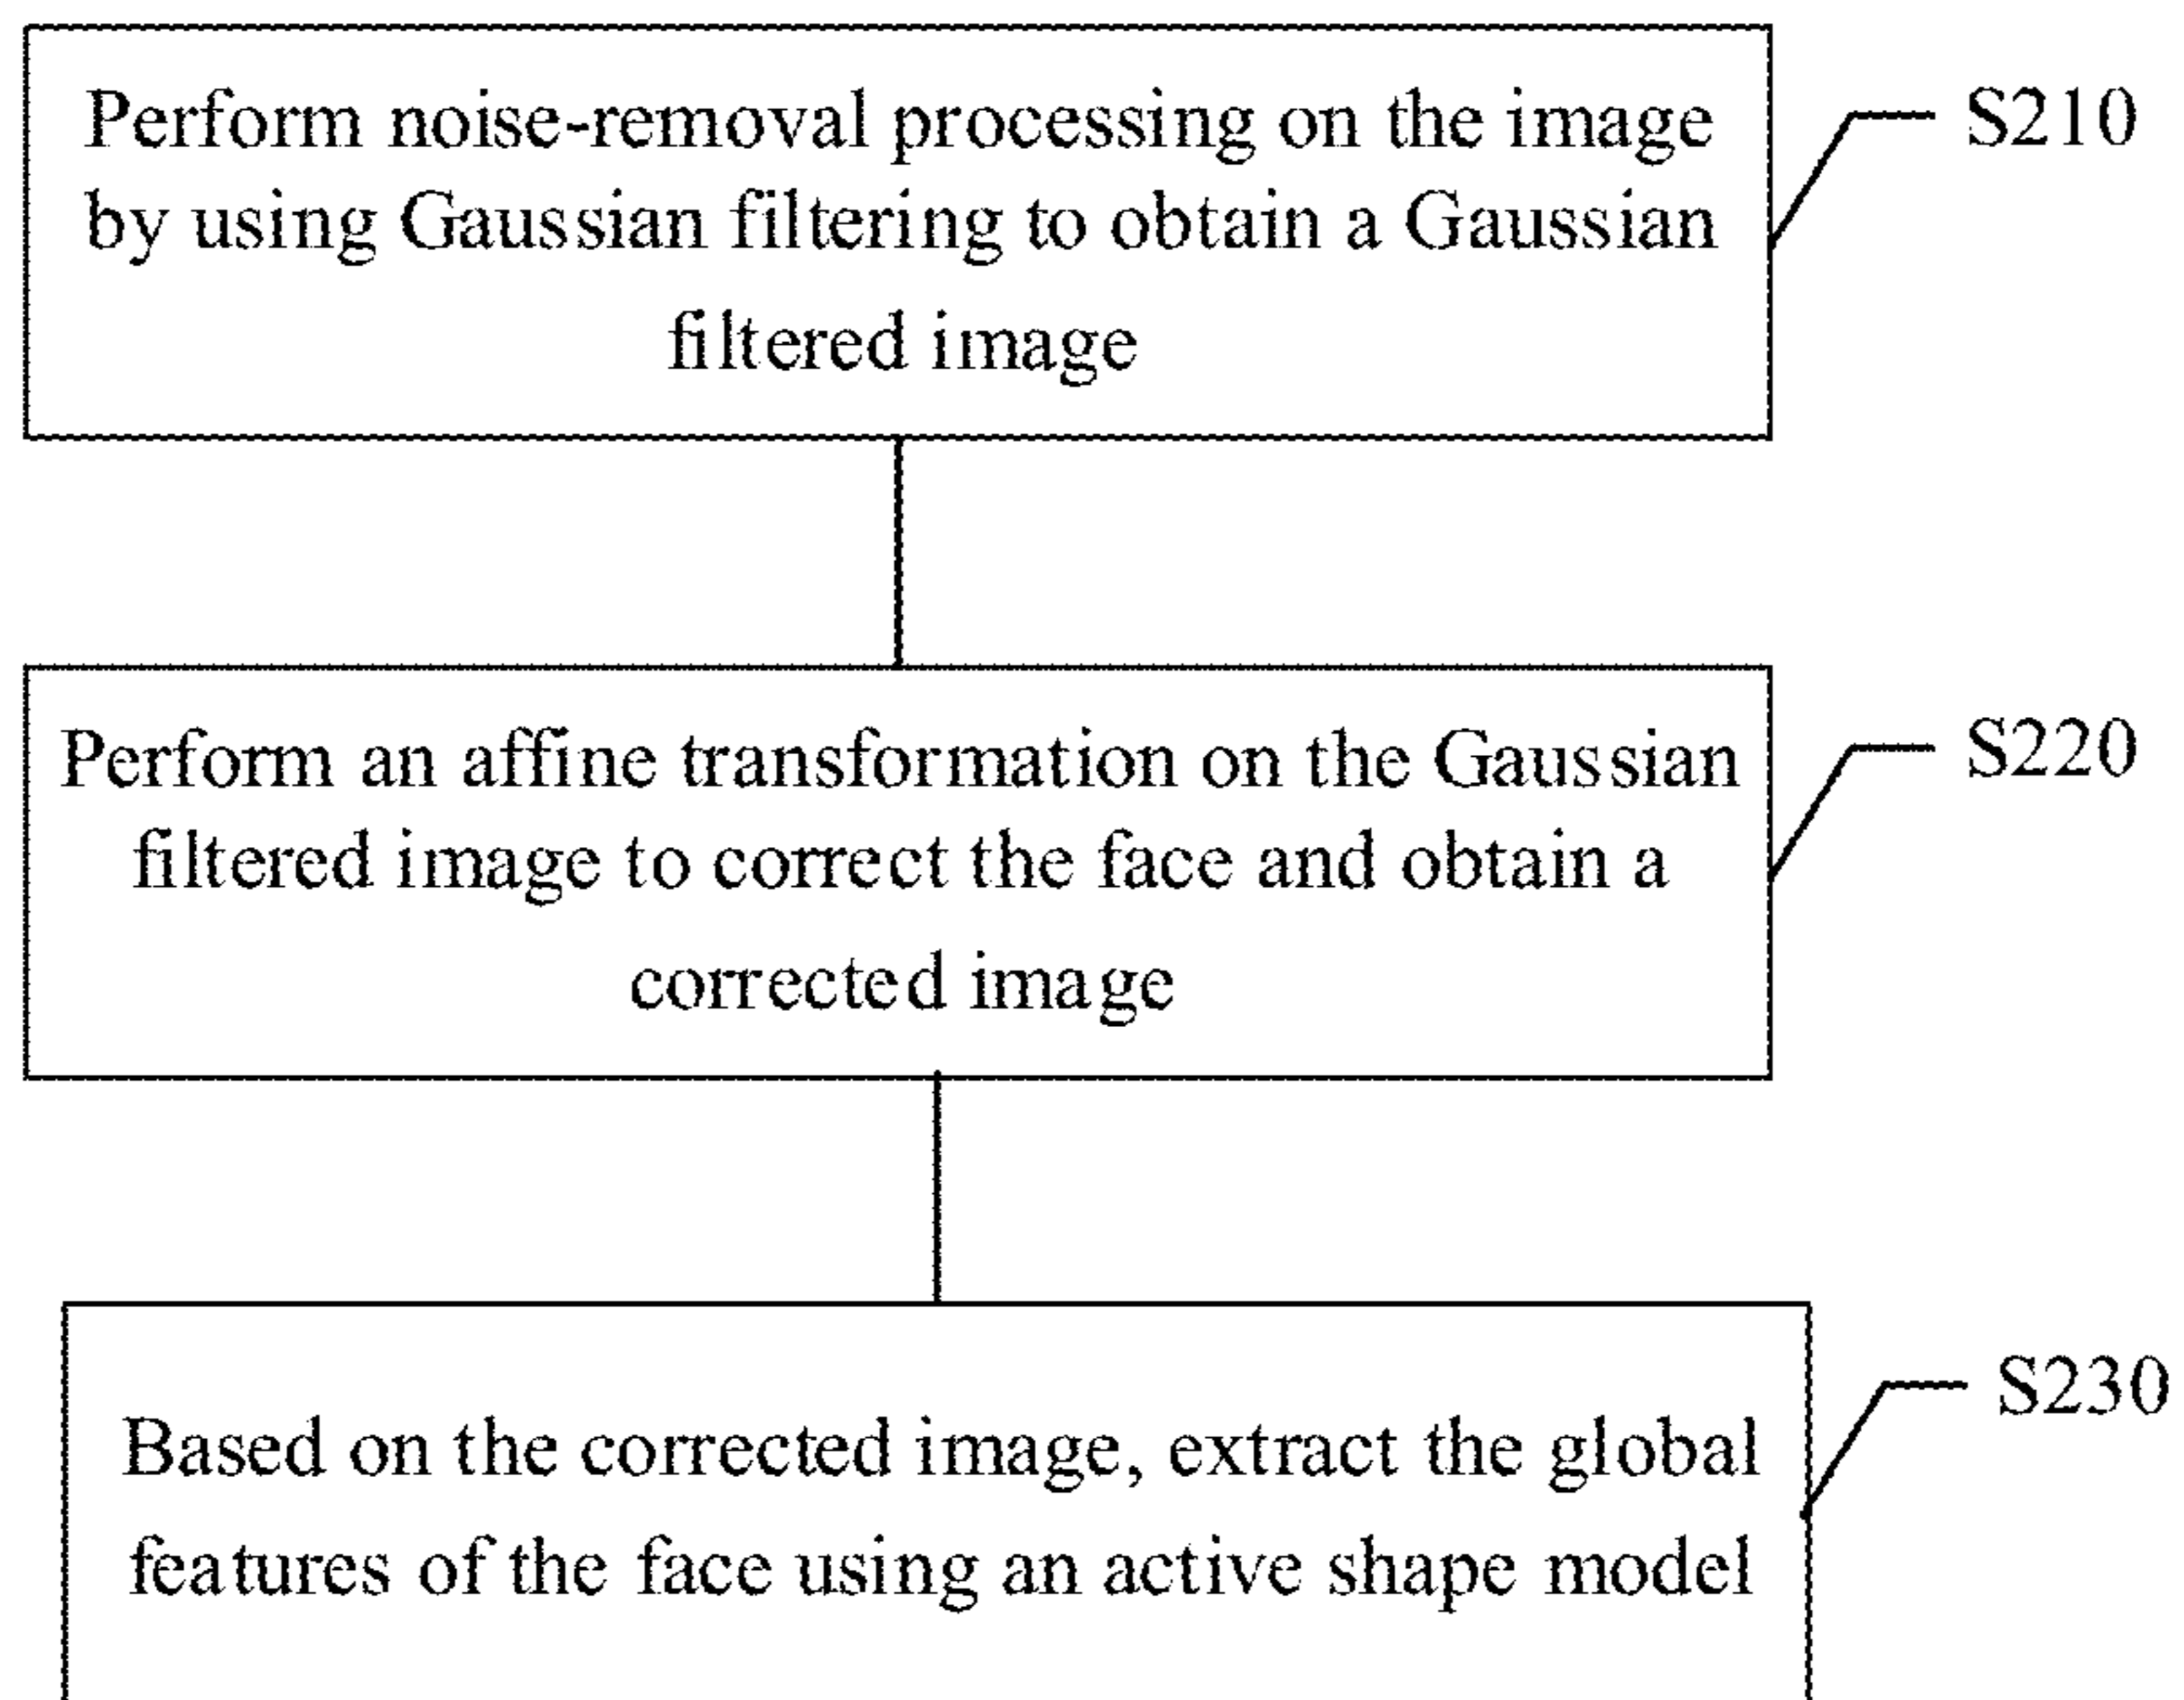 Perform noise-removal processing on the image
by using Gaussian filtering to obtain a Gaussian
filtered image
S210
Perform an affine transformation on the Gaussian
filtered image to correct the face and obtain a
corrected image
S220
Based on the corrected image, extract the global
features of the face using an active shape model
S230